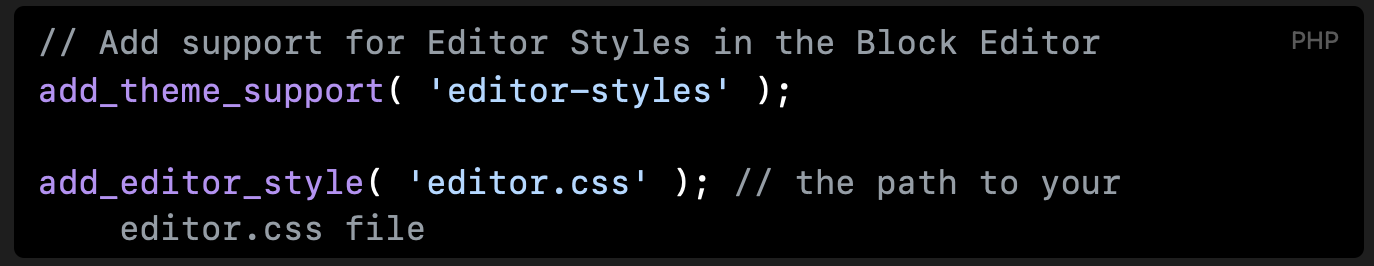 // Add support for Editor Styles in the Block Editor
PHP
add_theme_support( 'editor-styles' );
add_editor_style( 'editor.css' ); // the path to your
editor.css file